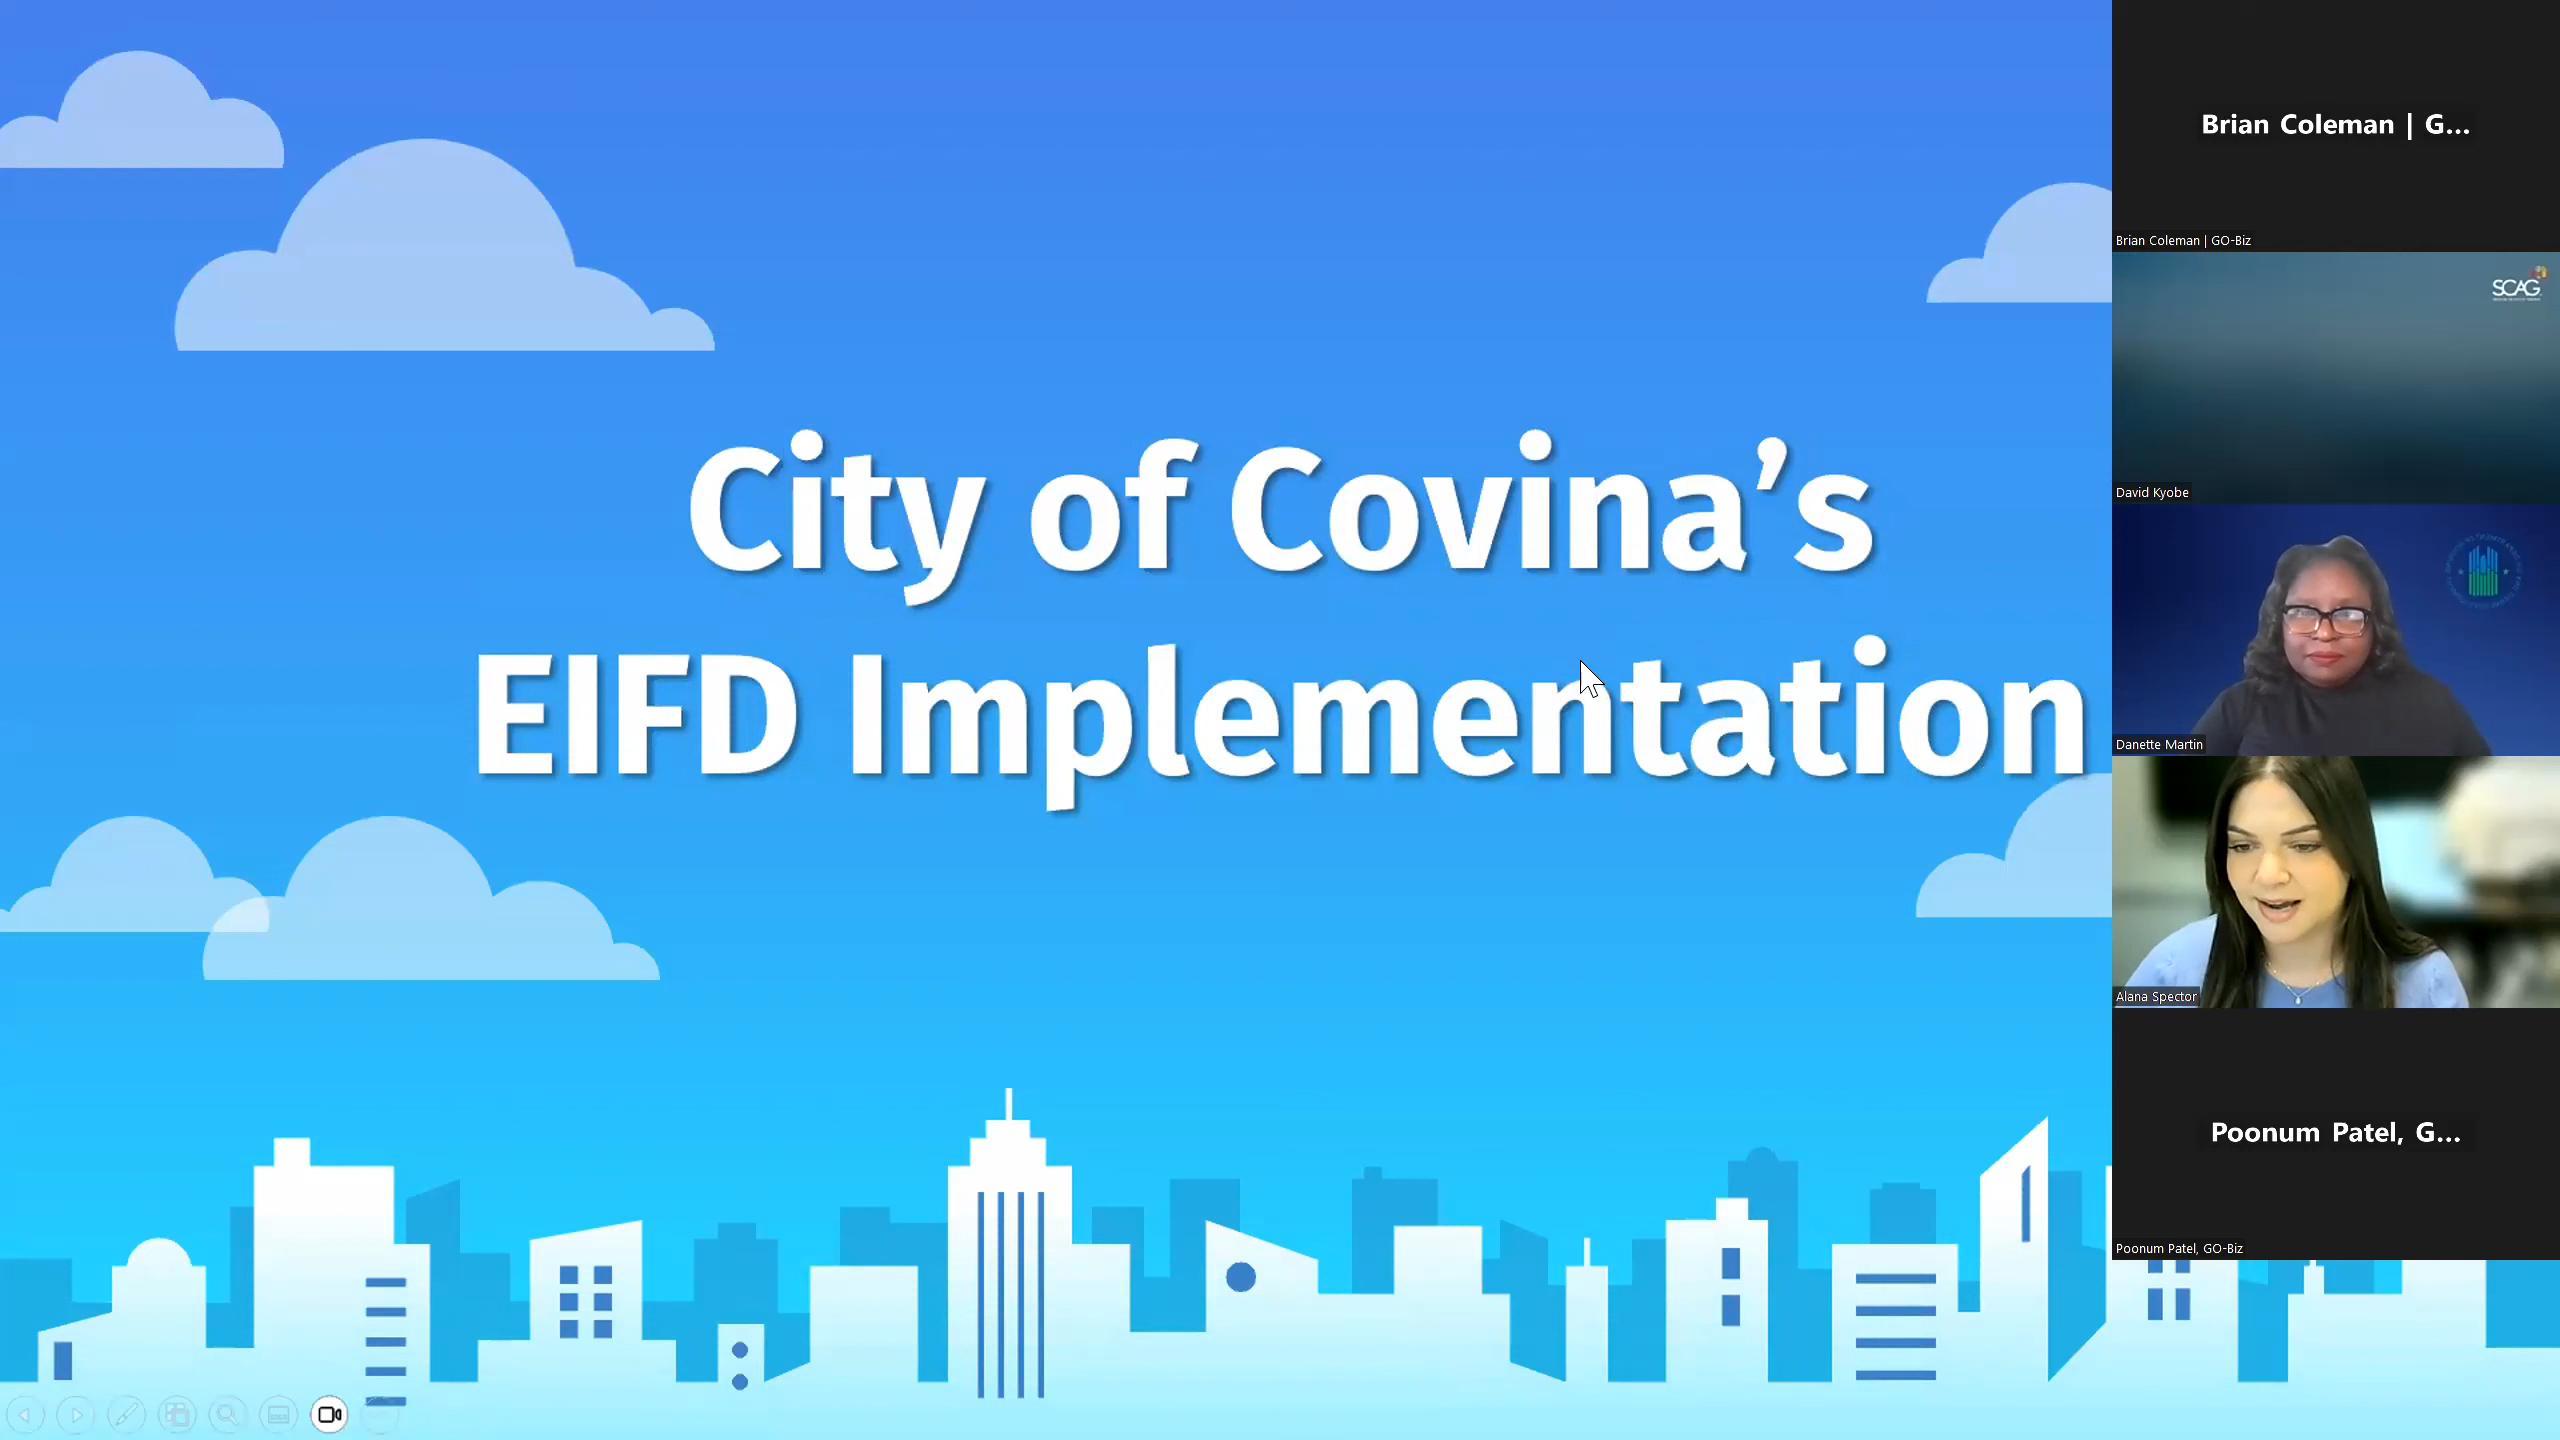 City of Covina’s
EIFD Implementation
Brian Coleman | G...
Brian Coleman | GO-Biz
SCAG
David Kyobe
Danette Martin
Alana Spector
Poonum Patel, G...
Poonum Patel, GO-Biz